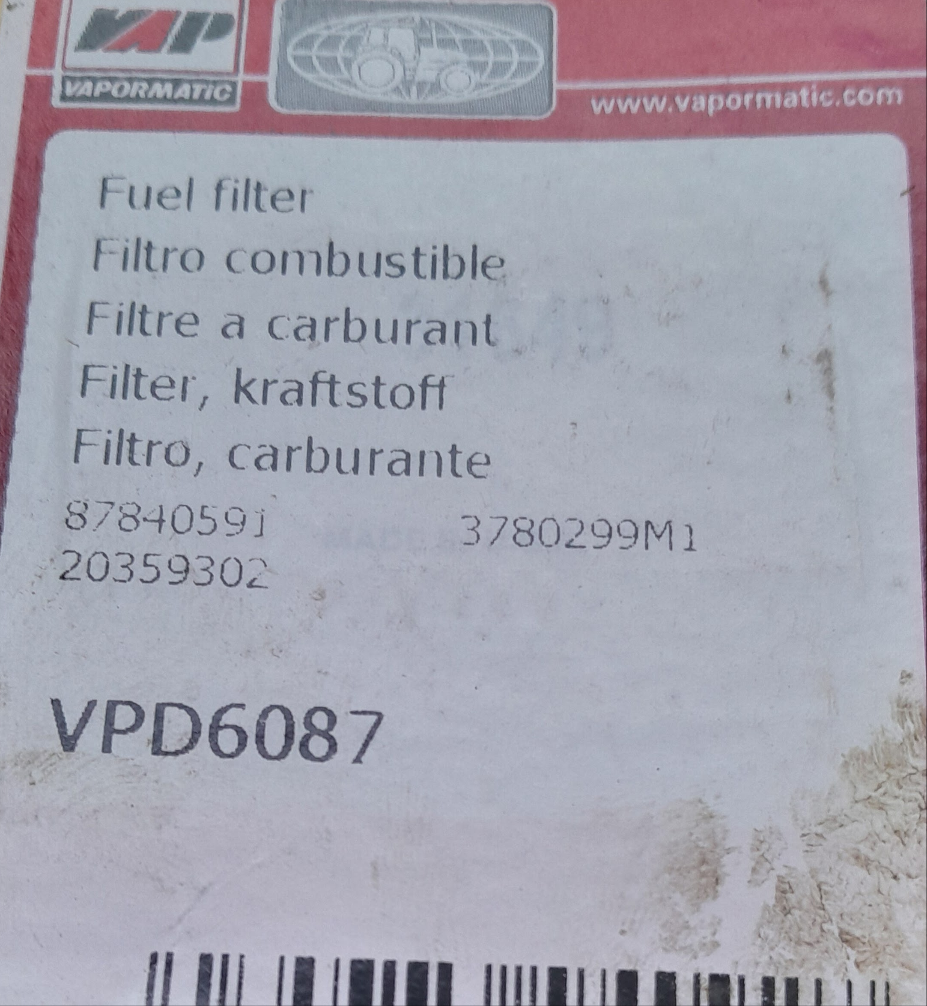 VAP
VAPORMATIC
www.vapormatic.com
Fuel filter
Filtro combustible
Filtre a carburant
Filter, kraftstoff
Filtro, carburante
87840591 3780299M1
20359302
VPD6087